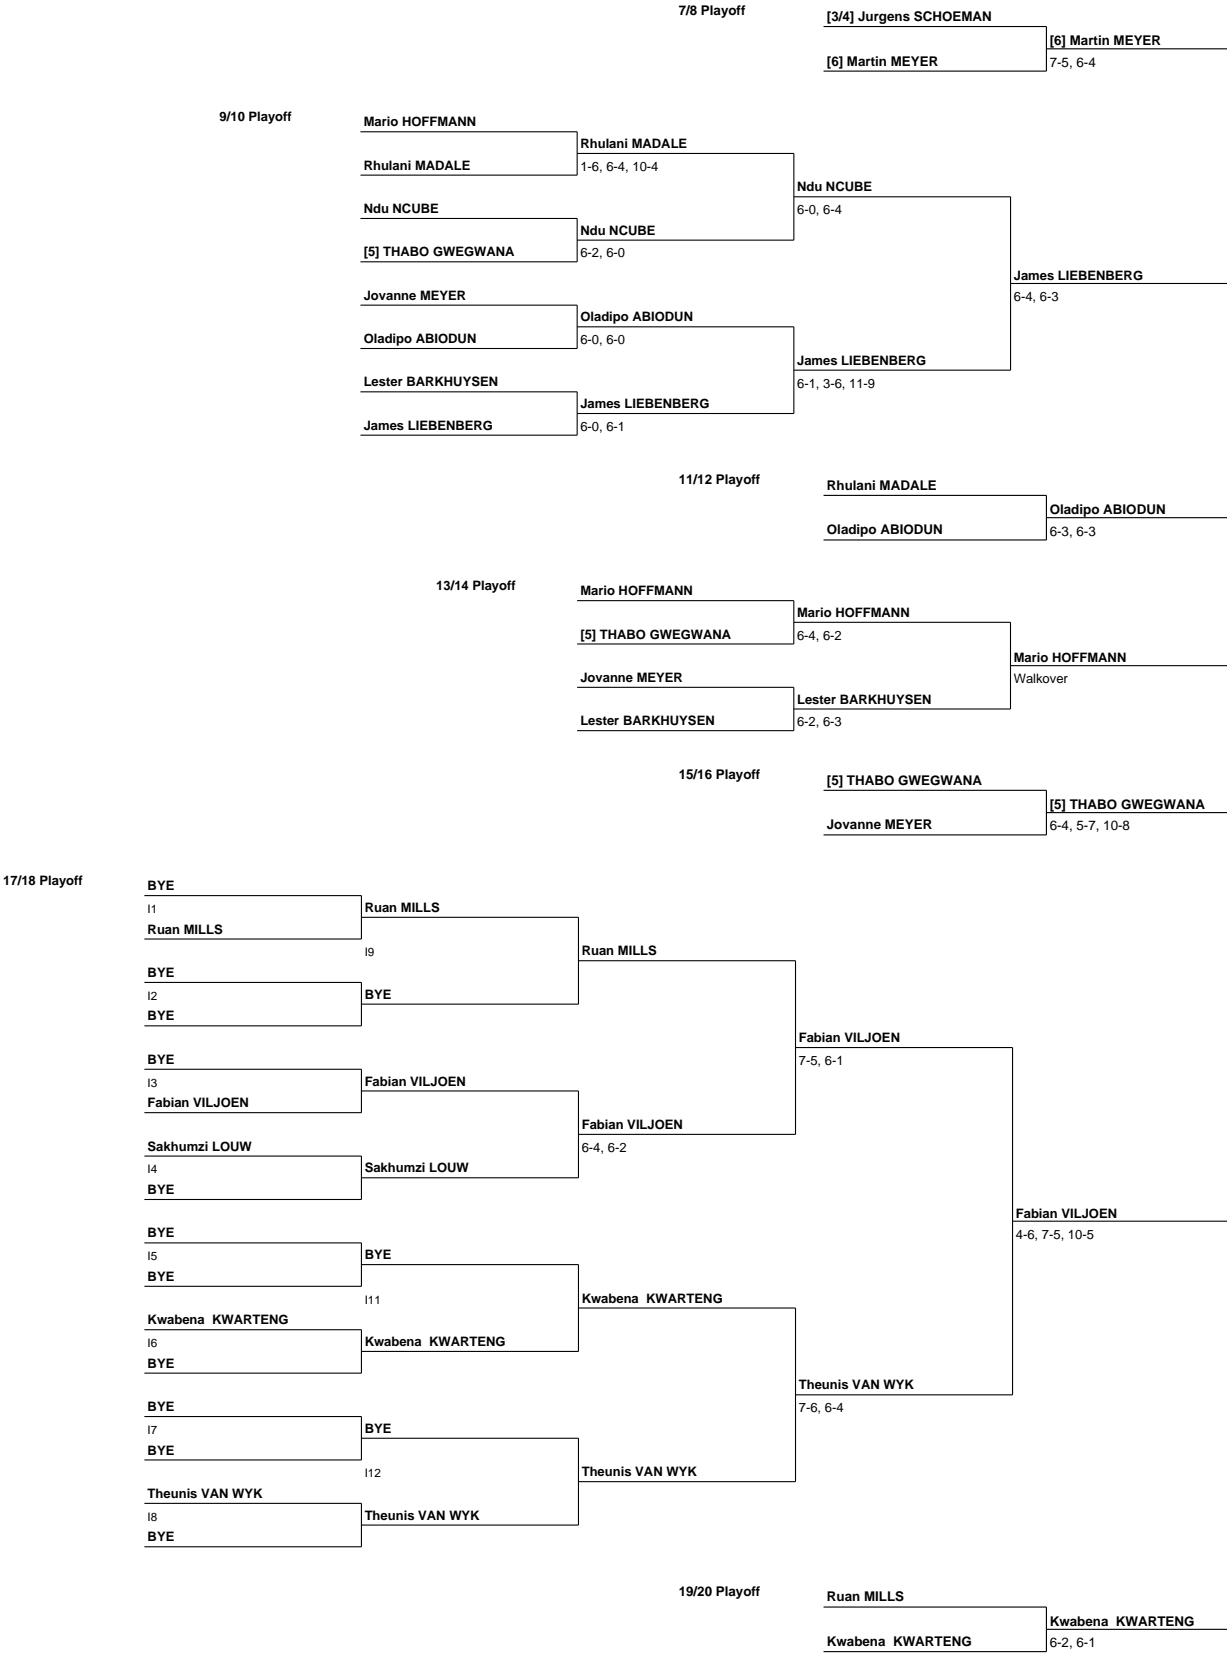 7/8 Playoff
[3/4] Jurgens SCHOEMAN
[6] Martin MEYER
[6] Martin MEYER
7-5, 6-4
9/10 Playoff
Mario HOFFMANN
Rhulani MADALE
Rhulani MADALE
1-6, 6-4, 10-4
Ndu NCUBE
Ndu NCUBE
6-0, 6-4
Ndu NCUBE
[5] THABO GWEGWANA
6-2, 6-0
James LIEBENBERG
Jovanne MEYER
6-4, 6-3
Oladipo ABIODUN
Oladipo ABIODUN
6-0, 6-0
James LIEBENBERG
Lester BARKHUYSEN
6-1, 3-6, 11-9
James LIEBENBERG
James LIEBENBERG
6-0, 6-1
11/12 Playoff
Rhulani MADALE
Oladipo ABIODUN
Oladipo ABIODUN
6-3, 6-3
13/14 Playoff
Mario HOFFMANN
Mario HOFFMANN
[5] THABO GWEGWANA
6-4, 6-2
Mario HOFFMANN
Jovanne MEYER
Walkover
Lester BARKHUYSEN
Lester BARKHUYSEN
6-2, 6-3
15/16 Playoff
[5] THABO GWEGWANA
[5] THABO GWEGWANA
Jovanne MEYER
6-4, 5-7, 10-8
17/18 Playoff
BYE
I1
Ruan MILLS
Ruan MILLS
I9
Ruan MILLS
BYE
I2
BYE
BYE
Fabian VILJOEN
7-5, 6-1
BYE
I3
Fabian VILJOEN
Fabian VILJOEN
Fabian VILJOEN
6-4, 6-2
Sakhumzi LOUW
I4
Sakhumzi LOUW
BYE
Fabian VILJOEN
4-6, 7-5, 10-5
BYE
I5
BYE
BYE
I11
Kwabena  KWARTENG
Kwabena  KWARTENG
I6
Kwabena  KWARTENG
BYE
Theunis VAN WYK
7-6, 6-4
BYE
I7
BYE
BYE
I12
Theunis VAN WYK
Theunis VAN WYK
I8
Theunis VAN WYK
BYE
19/20 Playoff
Ruan MILLS
Kwabena  KWARTENG
Kwabena  KWARTENG
6-2, 6-1